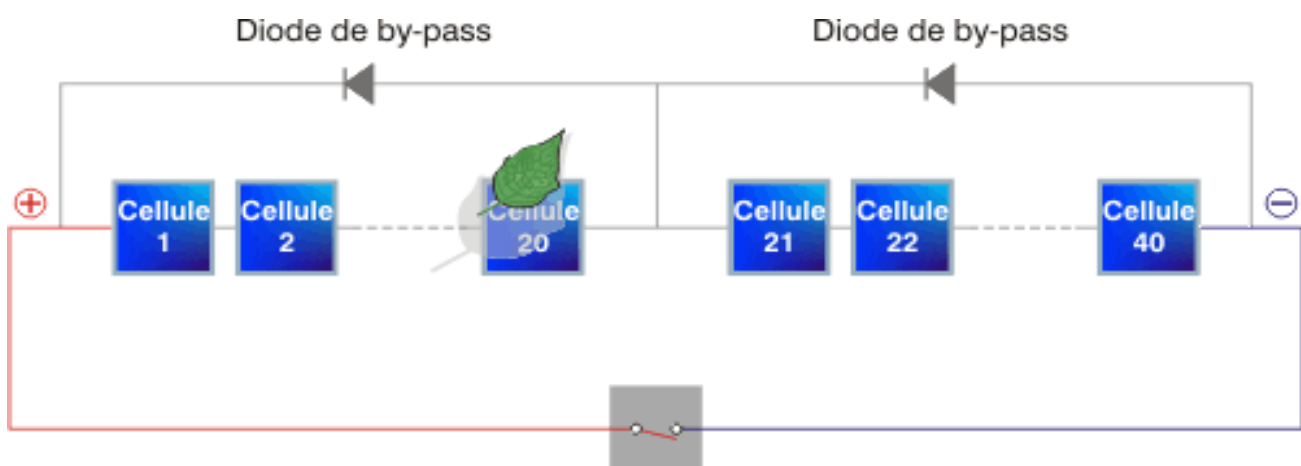 Diode de by-pass
Diode de by-pass
+
−
Cellule
1
Cellule
2
Cellule
20
Cellule
21
Cellule
22
Cellule
40